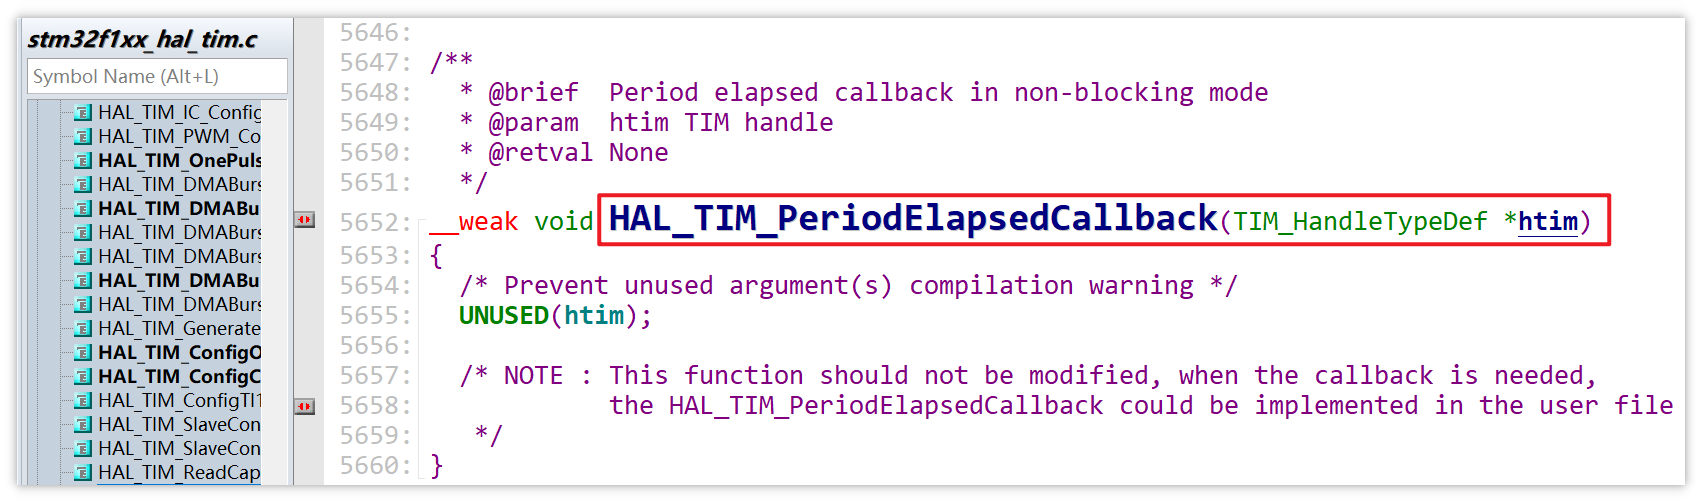 stm32f1xx_hal_tim.c
Symbol Name (Alt+L)
HAL_TIM_IC_Config
HAL_TIM_PWM_Co
HAL_TIM_OnePuls
HAL_TIM_DMABurs
HAL_TIM_DMABu
HAL_TIM_DMABurs
HAL_TIM_DMABurs
HAL_TIM_DMABu
HAL_TIM_DMABurs
HAL_TIM_Generate
HAL_TIM_ConfigO
HAL_TIM_ConfigC
HAL_TIM_ConfigTI1
HAL_TIM_SlaveCon
HAL_TIM_SlaveCon
HAL_TIM_ReadCap
5646:
5647: /**
5648:   * @brief  Period elapsed callback in non-blocking mode
5649:   * @param  htim TIM handle
5650:   * @retval None
5651:   */
5652: __weak void HAL_TIM_PeriodElapsedCallback(TIM_HandleTypeDef *htim)
5653: {
5654:   /* Prevent unused argument(s) compilation warning */
5655:   UNUSED(htim);
5656:
5657:   /* NOTE : This function should not be modified, when the callback is needed,
5658:             the HAL_TIM_PeriodElapsedCallback could be implemented in the user file
5659:    */
5660: }